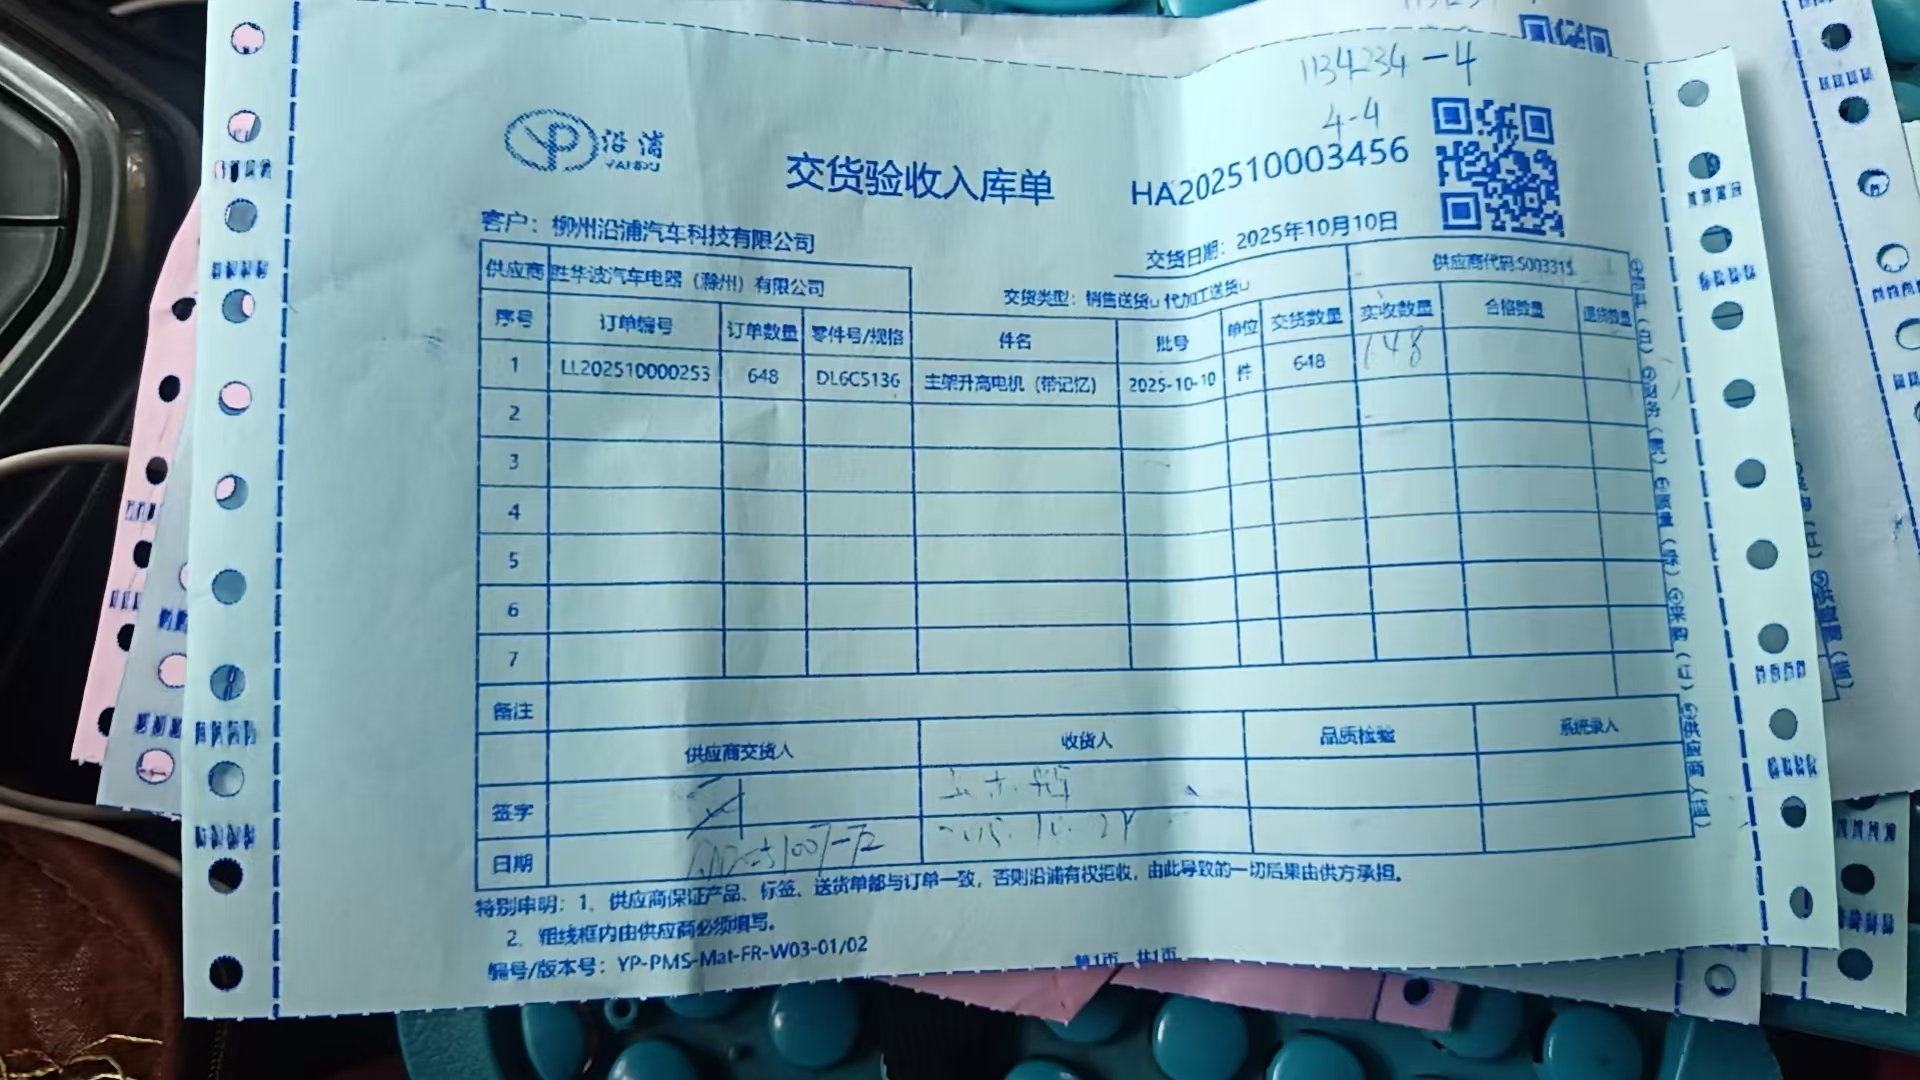 1134234-4
4-4
YP 沿浦
YANPU
交货验收入库单
HA202510003456
客户：柳州沿浦汽车科技有限公司
交货日期：2025年10月10日
供应商 胜华波汽车电器（滁州）有限公司
交货类型：销售送货□ 代加工送货□
供应商代码:S003315
序号 订单编号 订单数量 零件号/规格 件名 批号 单位 交货数量 实收数量 合格数量 退货数量
1 LL202510000253 648 DL6C5136 主架升高电机（带记忆） 2025-10-10 件 648 648
2
3
4
5
6
7
备注
供应商交货人 收货人 品质检验 系统录入
签字
日期
特别申明：1、供应商保证产品、标签、送货单都与订单一致，否则沿浦有权拒收，由此导致的一切后果由供方承担。
2、粗线框内由供应商必须填写。
编号/版本号：YP-PMS-Mat-FR-W03-01/02
第1页 共1页